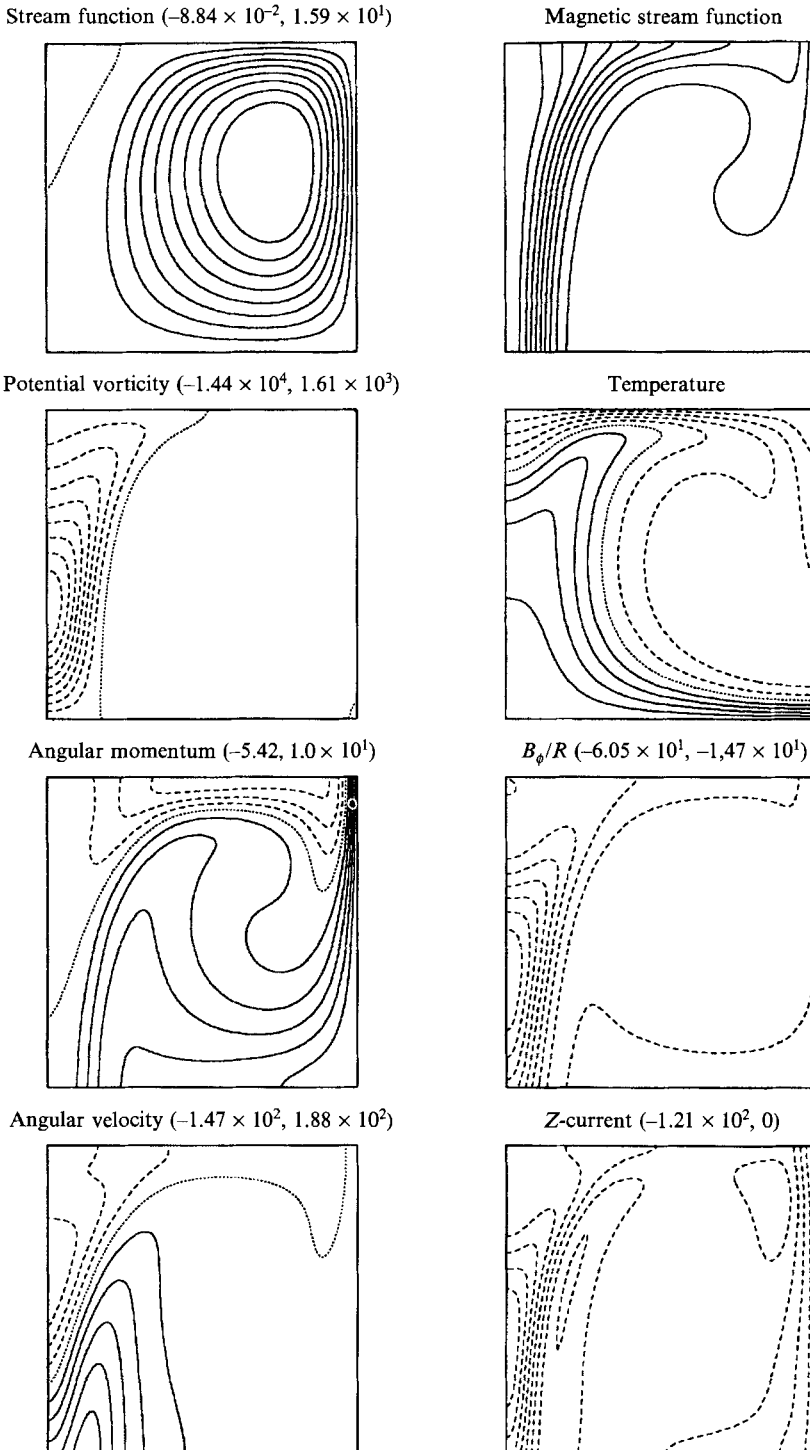 Stream function (–8.84 × 10⁻², 1.59 × 10¹)
Magnetic stream function
Potential vorticity (–1.44 × 10⁴, 1.61 × 10³)
Temperature
Angular momentum (–5.42, 1.0 × 10¹)
B_ϕ/R (–6.05 × 10¹, –1,47 × 10¹)
Angular velocity (–1.47 × 10², 1.88 × 10²)
Z-current (–1.21 × 10², 0)